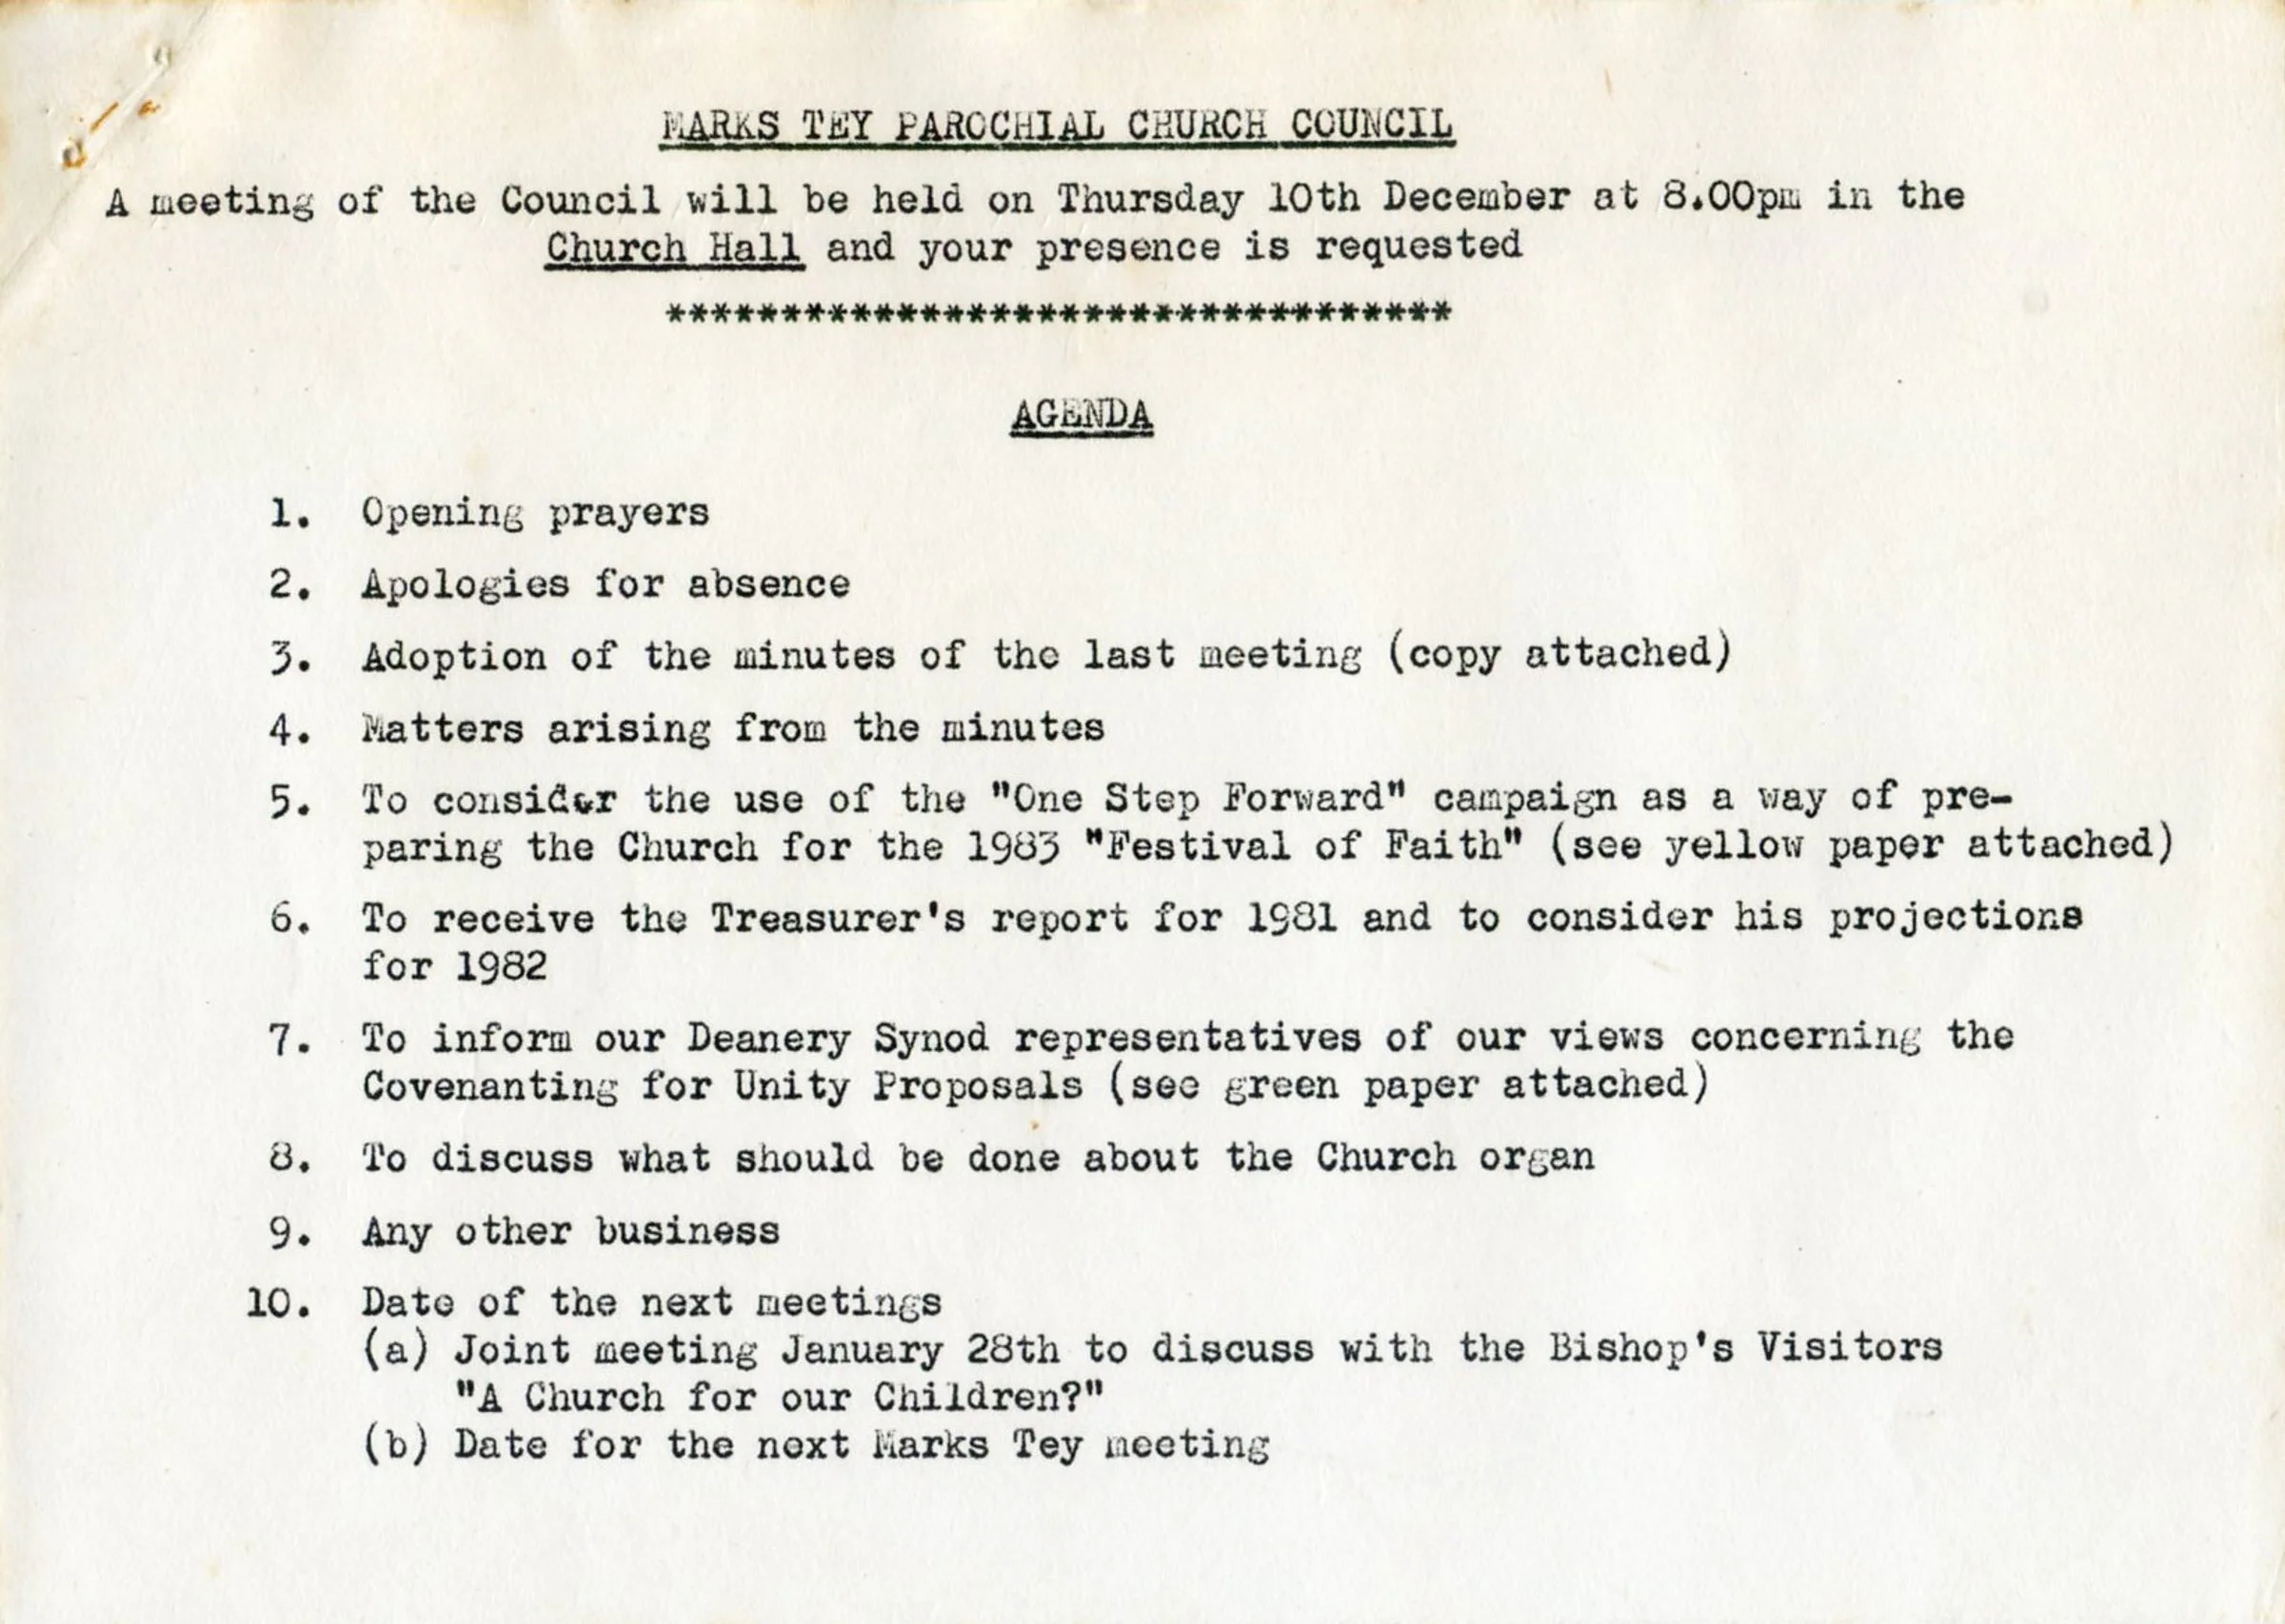 MARKS TEY PAROCHIAL CHURCH COUNCIL
A meeting of the Council will be held on Thursday 10th December at 8.00pm in the
Church Hall and your presence is requested
**********************************
AGENDA
1. Opening prayers
2. Apologies for absence
3. Adoption of the minutes of the last meeting (copy attached)
4. Matters arising from the minutes
5. To consider the use of the "One Step Forward" campaign as a way of pre-
paring the Church for the 1983 "Festival of Faith" (see yellow paper attached)
6. To receive the Treasurer's report for 1981 and to consider his projections
for 1982
7. To inform our Deanery Synod representatives of our views concerning the
Covenanting for Unity Proposals (see green paper attached)
8. To discuss what should be done about the Church organ
9. Any other business
10. Date of the next meetings
(a) Joint meeting January 28th to discuss with the Bishop's Visitors
"A Church for our Children?"
(b) Date for the next Marks Tey meeting